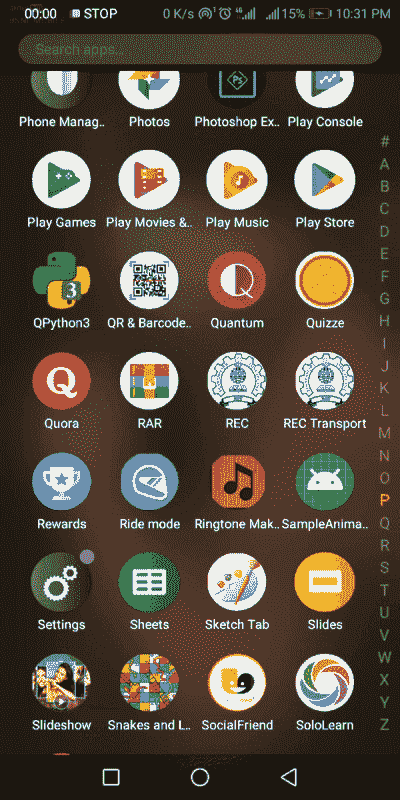 00:00 STOP 0 K/s 15% 10:31 PM
Search apps...
Phone Manag.. Photos Photoshop Ex.. Play Console
Play Games Play Movies &.. Play Music Play Store
QPython3 QR & Barcode.. Quantum Quizze
Quora RAR REC REC Transport
Rewards Ride mode Ringtone Mak.. SampleAnima..
Settings Sheets Sketch Tab Slides
Slideshow Snakes and L.. SocialFriend SoloLearn
#
A
B
C
D
E
F
G
H
I
J
K
L
M
N
O
P
Q
R
S
T
U
V
W
X
Y
Z